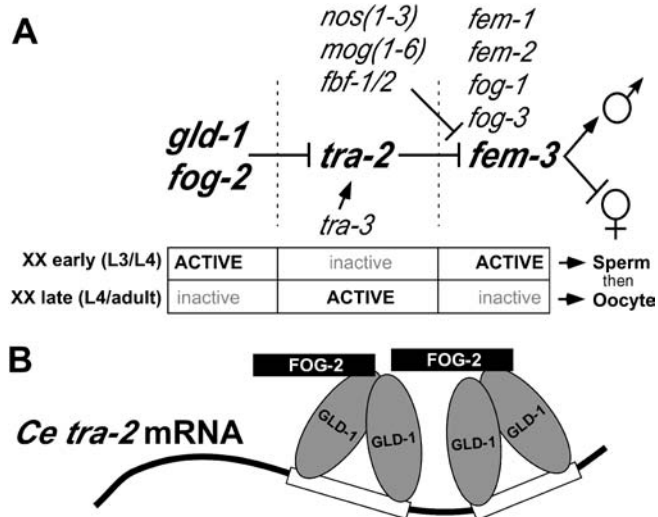 A
nos(1-3)
mog(1-6)
fbf-1/2
fem-1
fem-2
fog-1
fog-3
gld-1
fog-2
tra-2
fem-3
♂
♀
tra-3
XX early (L3/L4) ACTIVE inactive ACTIVE Sperm
then
XX late (L4/adult) inactive ACTIVE inactive Oocyte
B
FOG-2 FOG-2
GLD-1 GLD-1 GLD-1 GLD-1
Ce tra-2 mRNA